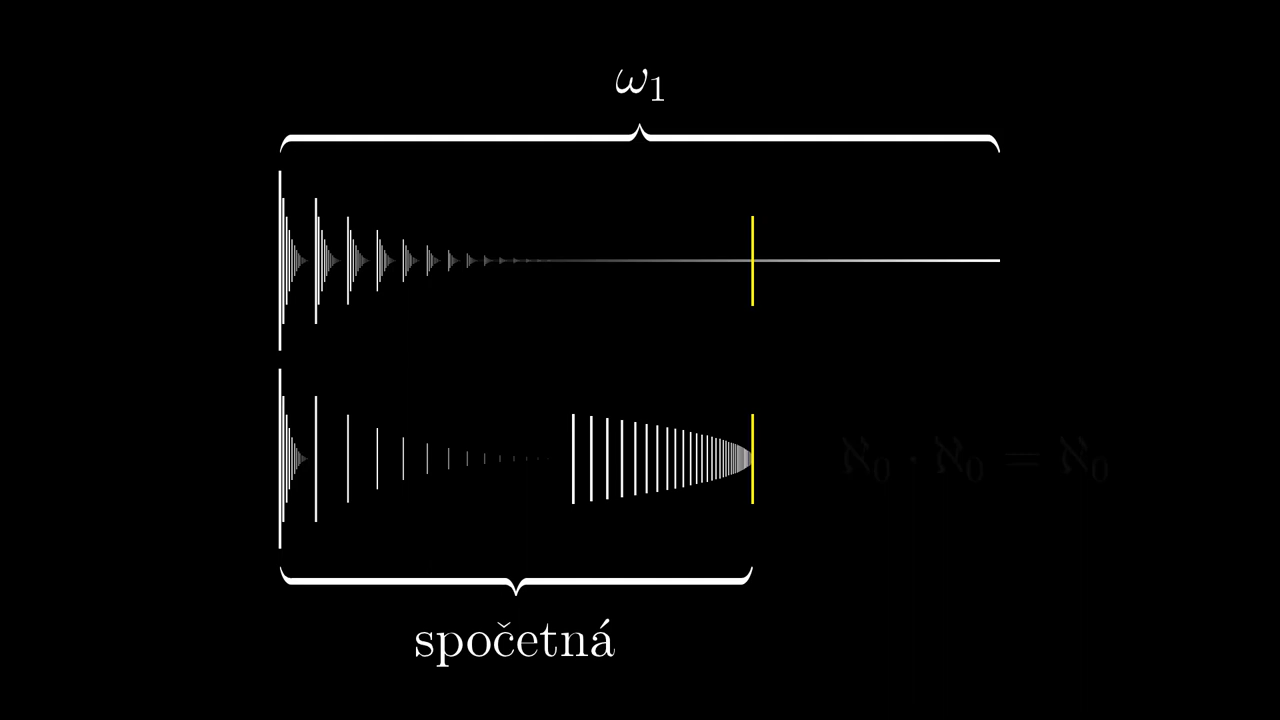 ω₁
ℵ₀ · ℵ₀ = ℵ₀
spočetná